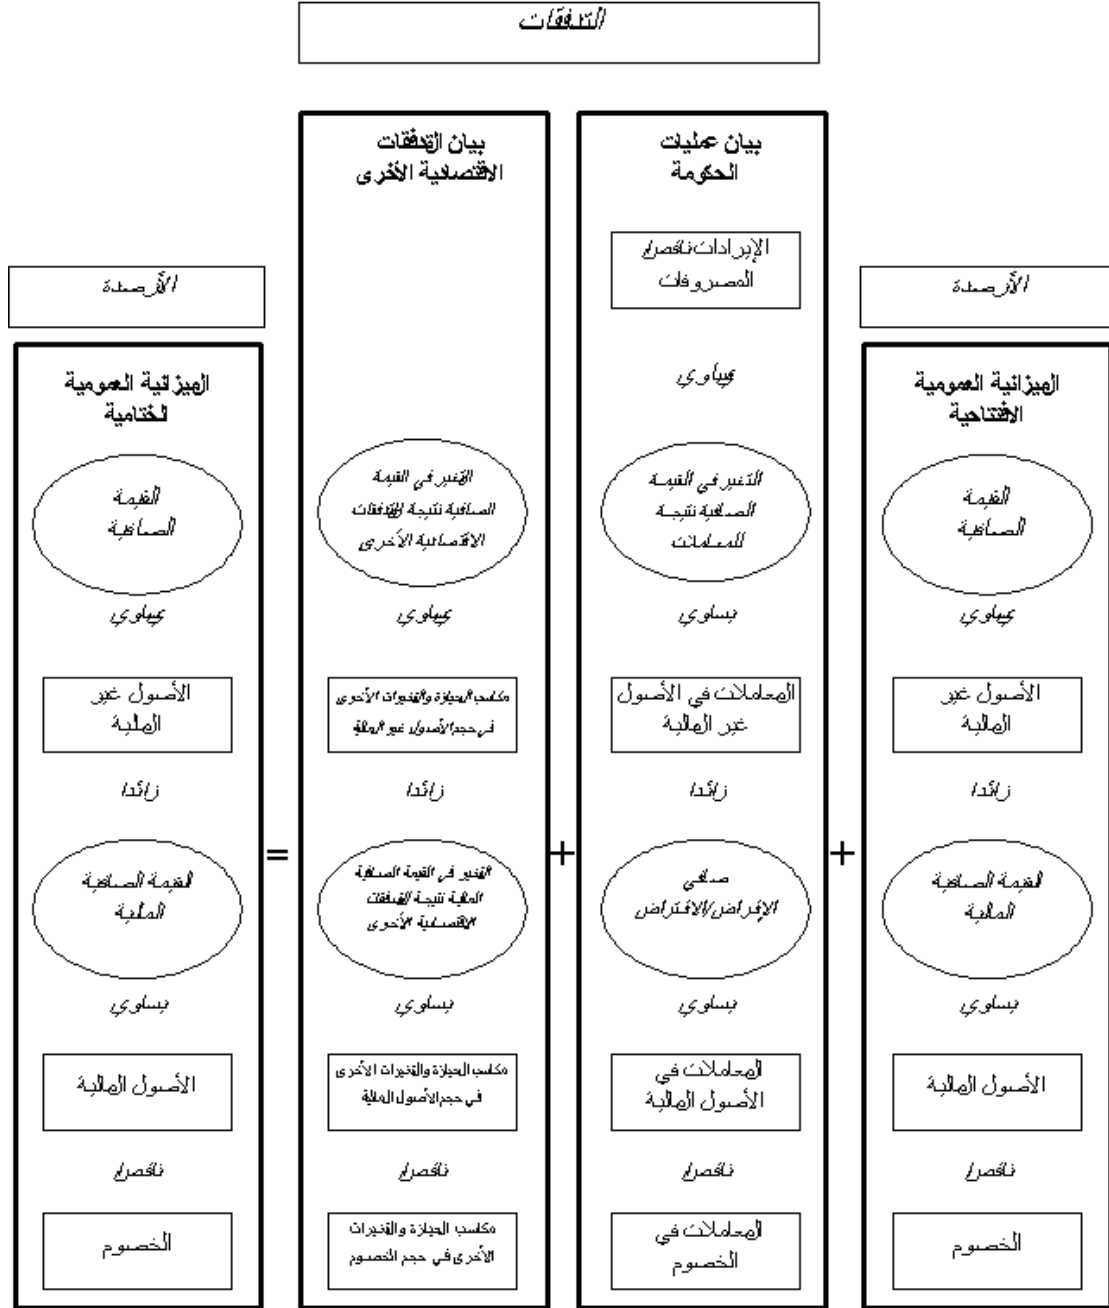 التدفقات
الأرصدة
الميزانية العمومية
الافتتاحية
القيمة
الصافية
يساوي
الأصول غير
المالية
زائدا
القيمة الصافية
المالية
يساوي
الأصول المالية
ناقصا
الخصوم
+
بيان عمليات
الحكومة
الإيرادات ناقصا
المصروفات
يساوي
التغير في القيمة
الصافية نتيجة
للمعاملات
يساوي
المعاملات في الأصول
غير المالية
زائدا
صافي
الإقراض/الاقتراض
يساوي
المعاملات في
الأصول المالية
ناقصا
المعاملات في
الخصوم
+
بيان التدفقات
الاقتصادية الأخرى
التغير في القيمة
الصافية نتيجة التدفقات
الاقتصادية الأخرى
يساوي
مكاسب الحيازة والتغيرات الأخرى
في حجم الأصول غير المالية
زائدا
التغير في القيمة الصافية
المالية نتيجة التدفقات
الاقتصادية الأخرى
يساوي
مكاسب الحيازة والتغيرات الأخرى
في حجم الأصول المالية
ناقصا
مكاسب الحيازة والتغيرات
الأخرى في حجم الخصوم
=
الأرصدة
الميزانية العمومية
الختامية
القيمة
الصافية
يساوي
الأصول غير
المالية
زائدا
القيمة الصافية
المالية
يساوي
الأصول المالية
ناقصا
الخصوم